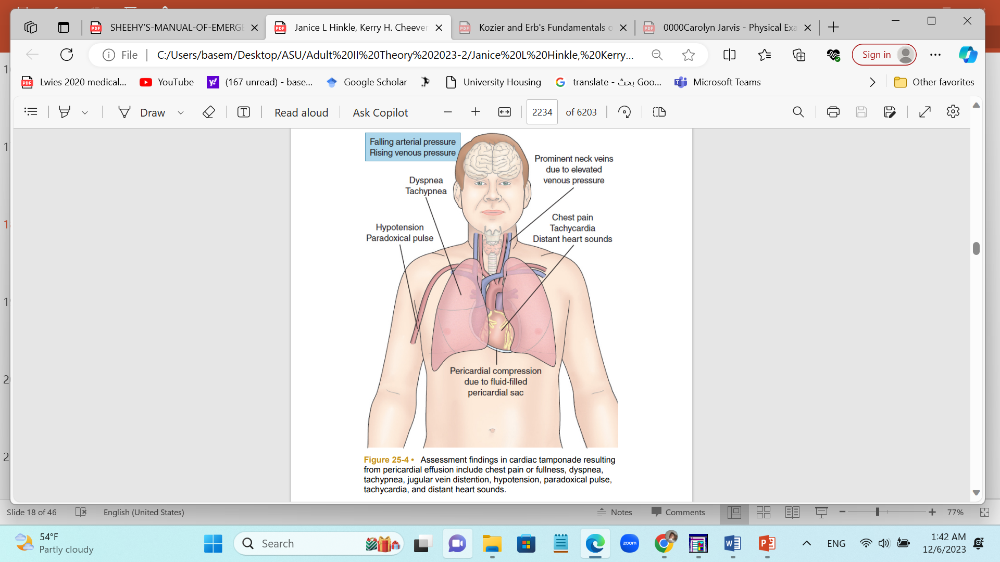 SHEEHY'S-MANUAL-OF-EMERGE
Janice L Hinkle, Kerry H. Cheever
Kozier and Erb's Fundamentals o
0000Carolyn Jarvis - Physical Exa
File
C:/Users/basem/Desktop/ASU/Adult%20II%20Theory%202023-2/Janice%20L%20Hinkle,%20Kerry...
Sign in
Lwies 2020 medical...
YouTube
(167 unread) - base...
Google Scholar
University Housing
translate - بحث Goo...
Microsoft Teams
Other favorites
Draw
Read aloud
Ask Copilot
2234 of 6203
Falling arterial pressure
Rising venous pressure
Prominent neck veins
due to elevated
venous pressure
Dyspnea
Tachypnea
Chest pain
Tachycardia
Distant heart sounds
Hypotension
Paradoxical pulse
Pericardial compression
due to fluid-filled
pericardial sac
Figure 25-4 • Assessment findings in cardiac tamponade resulting
from pericardial effusion include chest pain or fullness, dyspnea,
tachypnea, jugular vein distention, hypotension, paradoxical pulse,
tachycardia, and distant heart sounds.
Slide 18 of 46
English (United States)
Notes
Comments
77%
54°F
Partly cloudy
Search
zoom
ENG
1:42 AM
12/6/2023